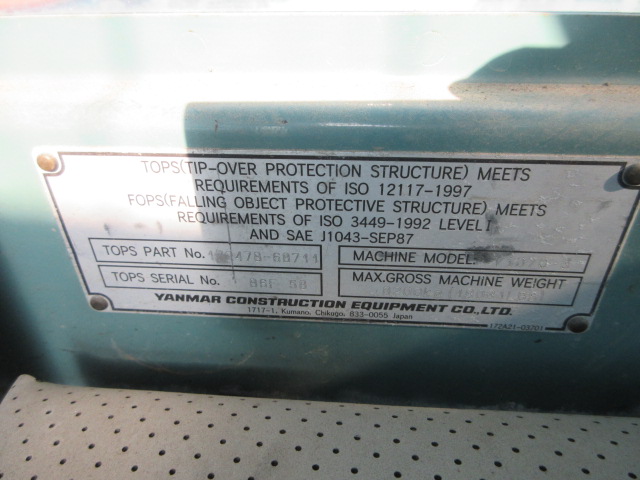 TOPS(TIP-OVER PROTECTION STRUCTURE) MEETS
REQUIREMENTS OF ISO 12117-1997
FOPS(FALLING OBJECT PROTECTIVE STRUCTURE) MEETS
REQUIREMENTS OF ISO 3449-1992 LEVEL I
AND SAE J1043-SEP87
TOPS PART No.
MACHINE MODEL
TOPS SERIAL No.
MAX.GROSS MACHINE WEIGHT
YANMAR CONSTRUCTION EQUIPMENT CO.,LTD.
1717-1, Kumano, Chikugo, 833-0055 Japan
172A21-03701